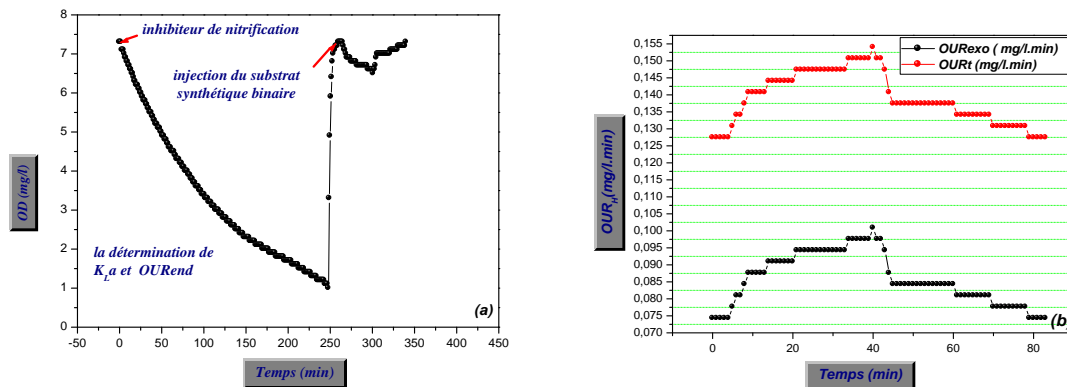 (a)
inhibiteur de nitrification
injection du substrat
synthétique binaire
la détermination de
K_La et OURend
OD (mg/l)
8
7
6
5
4
3
2
1
0
-50 0 50 100 150 200 250 300 350 400 450
Temps (min)
OURexo ( mg/l.min)
OURt (mg/l.min)
OUR_H(mg/l.min)
0,155
0,150
0,145
0,140
0,135
0,130
0,125
0,120
0,115
0,110
0,105
0,100
0,095
0,090
0,085
0,080
0,075
0,070
(b
0 20 40 60 80
Temps (min)